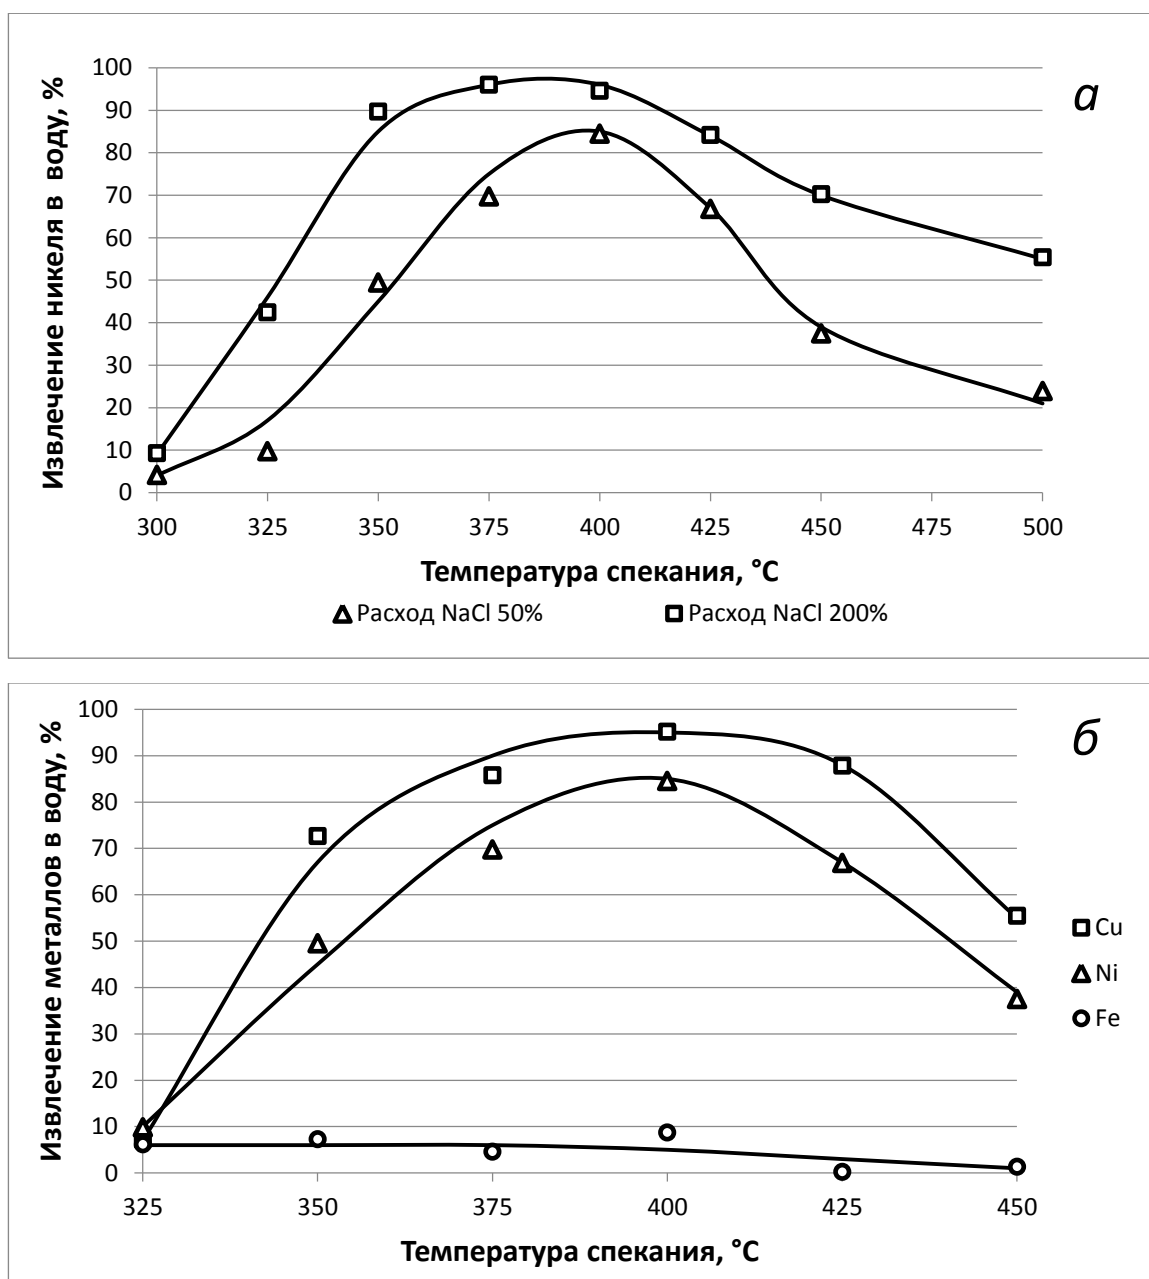 а
Извлечение никеля в воду, %
100
90
80
70
60
50
40
30
20
10
0
300 325 350 375 400 425 450 475 500
Температура спекания, °С
Расход NaCl 50% Расход NaCl 200%
б
Извлечение металлов в воду, %
100
90
80
70
60
50
40
30
20
10
0
325 350 375 400 425 450
Температура спекания, °С
Cu
Ni
Fe